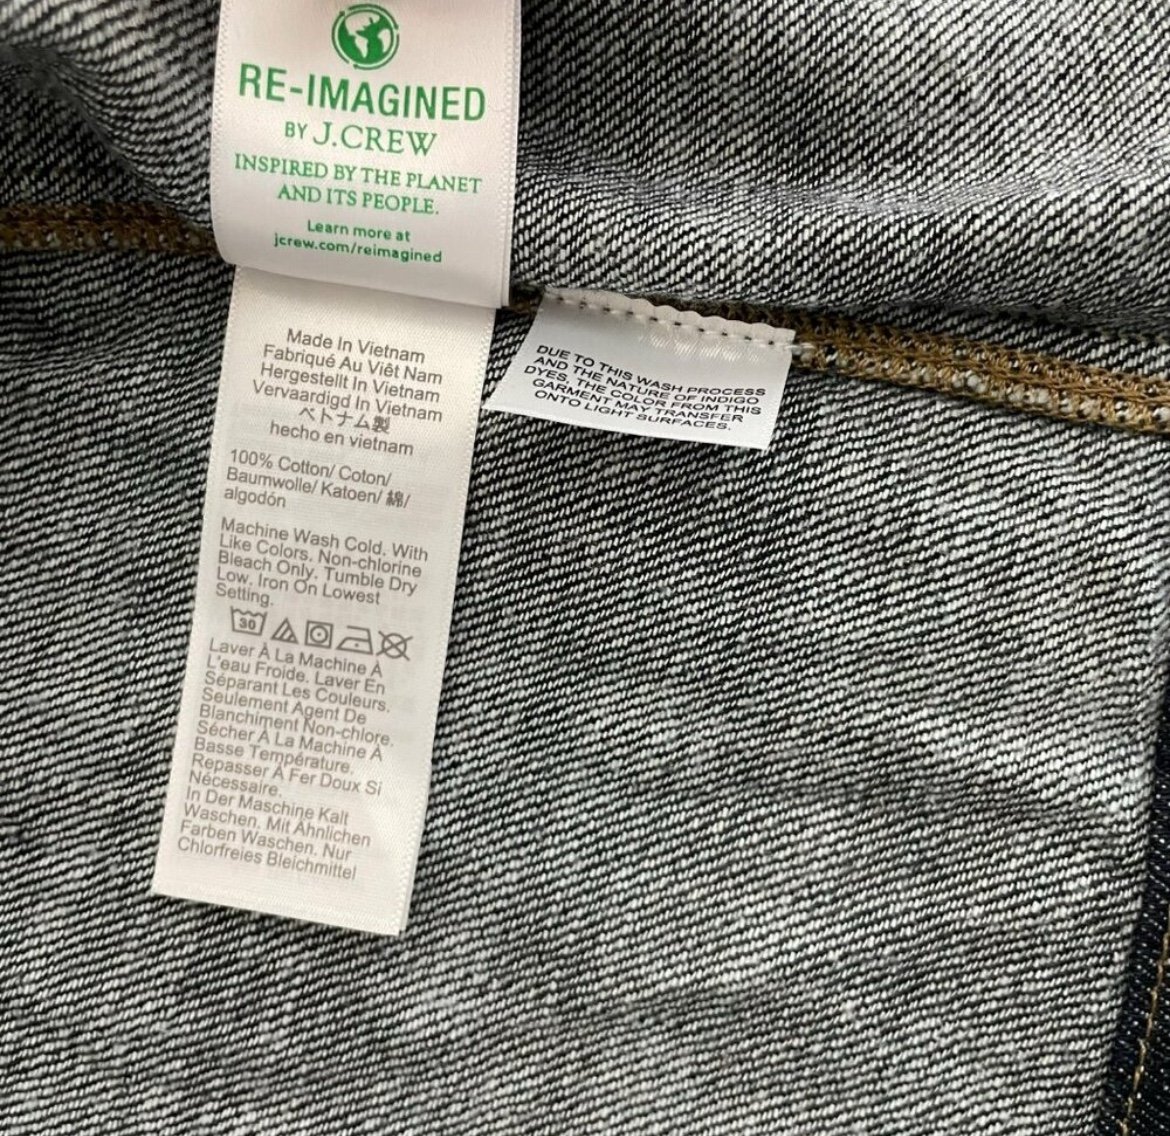 RE-IMAGINED
BY J.CREW
INSPIRED BY THE PLANET
AND ITS PEOPLE.
Learn more at
jcrew.com/reimagined
Made In Vietnam
Fabriqué Au Viêt Nam
Hergestellt In Vietnam
Vervaardigd In Vietnam
ベトナム製
hecho en vietnam
100% Cotton/ Coton/
Baumwolle/ Katoen/ 綿/
algodón
Machine Wash Cold. With
Like Colors. Non-chlorine
Bleach Only. Tumble Dry
Low. Iron On Lowest
Setting.
30
Laver À La Machine À
L'eau Froide. Laver En
Séparant Les Couleurs.
Seulement Agent De
Blanchiment Non-chlore.
Sécher À La Machine À
Basse Température.
Repasser À Fer Doux Si
Nécessaire.
In Der Maschine Kalt
Waschen. Mit Ähnlichen
Farben Waschen. Nur
Chlorfreies Bleichmittel
DUE TO THIS WASH PROCESS
AND THE NATURE OF INDIGO
DYES, THE COLOR FROM THIS
GARMENT MAY TRANSFER
ONTO LIGHT SURFACES.